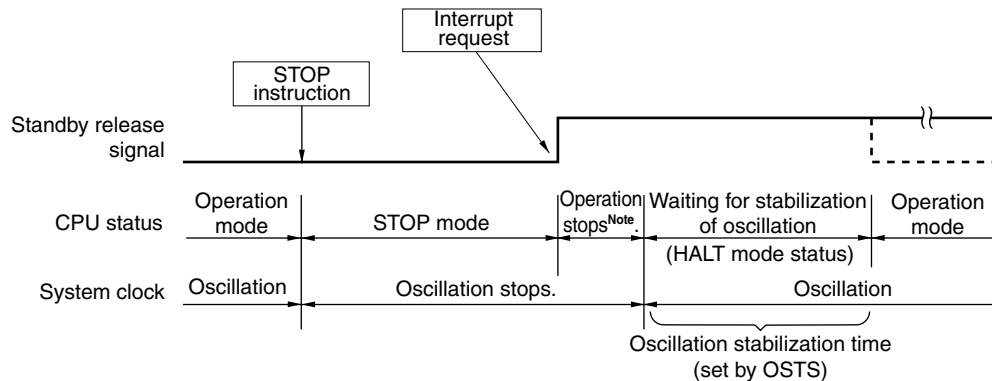 Interrupt
request
STOP
instruction
Standby release
signal
CPU status
Operation
mode
STOP mode
Operation
stopsNote.
Waiting for stabilization
of oscillation
(HALT mode status)
Operation
mode
System clock
Oscillation
Oscillation stops.
Oscillation
Oscillation stabilization time
(set by OSTS)